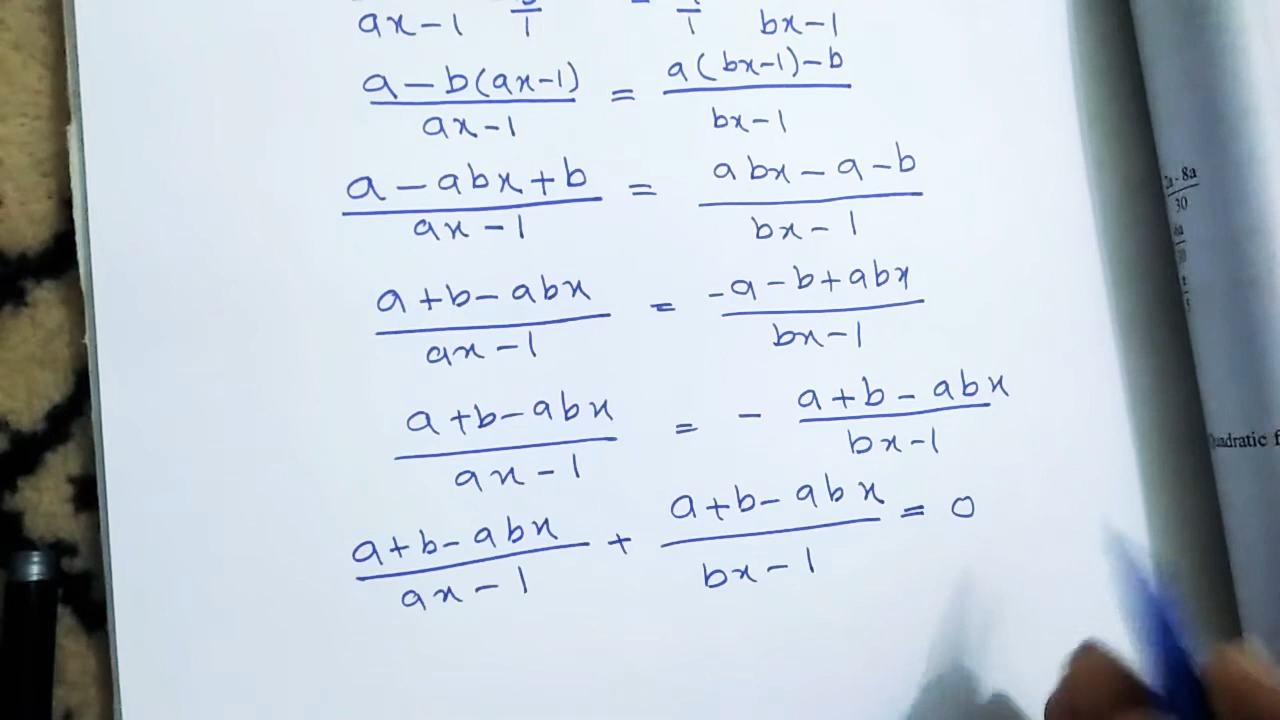 ax-1 1 1 bx-1
a-b(ax-1) / ax-1 = a(bx-1)-b / bx-1
a-abx+b / ax-1 = abx-a-b / bx-1
a+b-abx / ax-1 = -a-b+abx / bx-1
a+b-abx / ax-1 = - a+b-abx / bx-1
a+b-abx / ax-1 + a+b-abx / bx-1 = 0
-8a
30